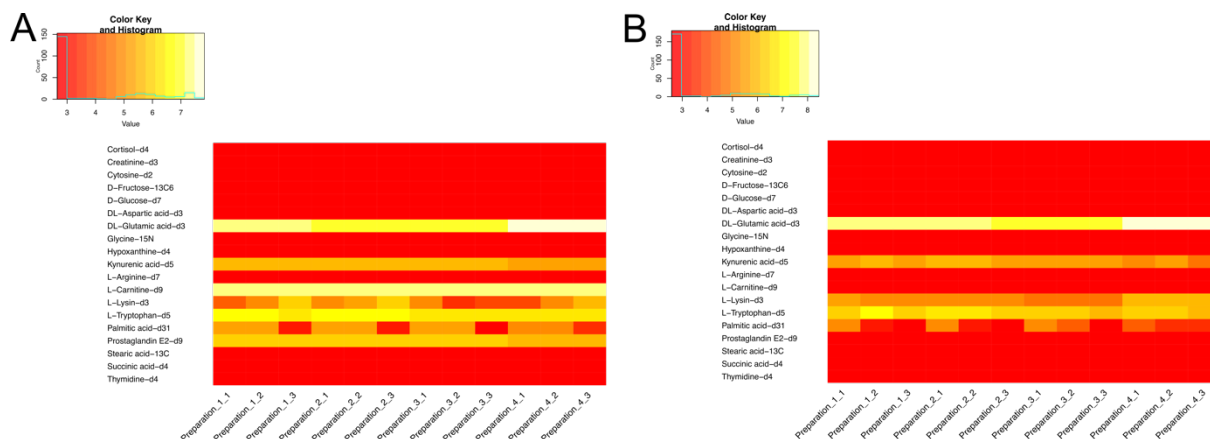 A
Color Key
and Histogram
Count
0
50
100
150
3
4
5
6
7
Value
Cortisol-d4
Creatinine-d3
Cytosine-d2
D-Fructose-13C6
D-Glucose-d7
DL-Aspartic acid-d3
DL-Glutamic acid-d3
Glycine-15N
Hypoxanthine-d4
Kynurenic acid-d5
L-Arginine-d7
L-Carnitine-d9
L-Lysin-d3
L-Tryptophan-d5
Palmitic acid-d31
Prostaglandin E2-d9
Stearic acid-13C
Succinic acid-d4
Thymidine-d4
Preparation_1_1
Preparation_1_2
Preparation_1_3
Preparation_2_1
Preparation_2_2
Preparation_2_3
Preparation_3_1
Preparation_3_2
Preparation_3_3
Preparation_4_1
Preparation_4_2
Preparation_4_3
B
Color Key
and Histogram
Count
0
50
100
150
3
4
5
6
7
8
Value
Cortisol-d4
Creatinine-d3
Cytosine-d2
D-Fructose-13C6
D-Glucose-d7
DL-Aspartic acid-d3
DL-Glutamic acid-d3
Glycine-15N
Hypoxanthine-d4
Kynurenic acid-d5
L-Arginine-d7
L-Carnitine-d9
L-Lysin-d3
L-Tryptophan-d5
Palmitic acid-d31
Prostaglandin E2-d9
Stearic acid-13C
Succinic acid-d4
Thymidine-d4
Preparation_1_1
Preparation_1_2
Preparation_1_3
Preparation_2_1
Preparation_2_2
Preparation_2_3
Preparation_3_1
Preparation_3_2
Preparation_3_3
Preparation_4_1
Preparation_4_2
Preparation_4_3